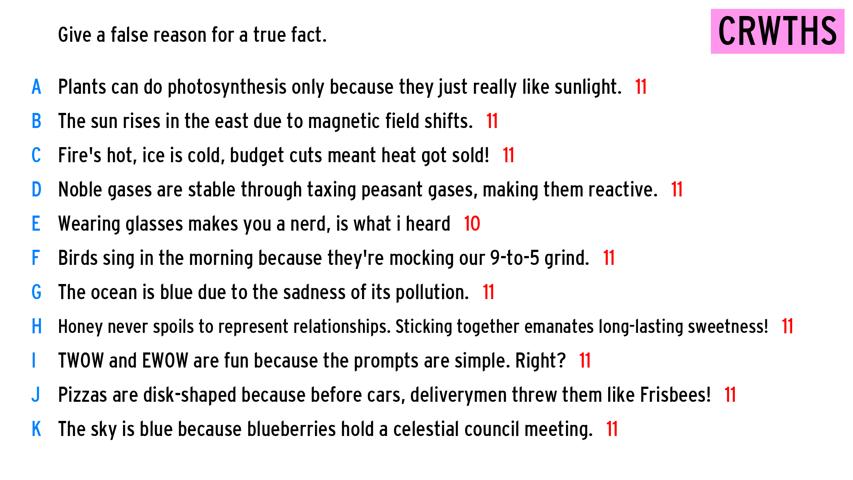 Give a false reason for a true fact.
CRWTHS
A Plants can do photosynthesis only because they just really like sunlight. 11
B The sun rises in the east due to magnetic field shifts. 11
C Fire's hot, ice is cold, budget cuts meant heat got sold! 11
D Noble gases are stable through taxing peasant gases, making them reactive. 11
E Wearing glasses makes you a nerd, is what i heard 10
F Birds sing in the morning because they're mocking our 9-to-5 grind. 11
G The ocean is blue due to the sadness of its pollution. 11
H Honey never spoils to represent relationships. Sticking together emanates long-lasting sweetness! 11
I TWOW and EWOW are fun because the prompts are simple. Right? 11
J Pizzas are disk-shaped because before cars, deliverymen threw them like Frisbees! 11
K The sky is blue because blueberries hold a celestial council meeting. 11